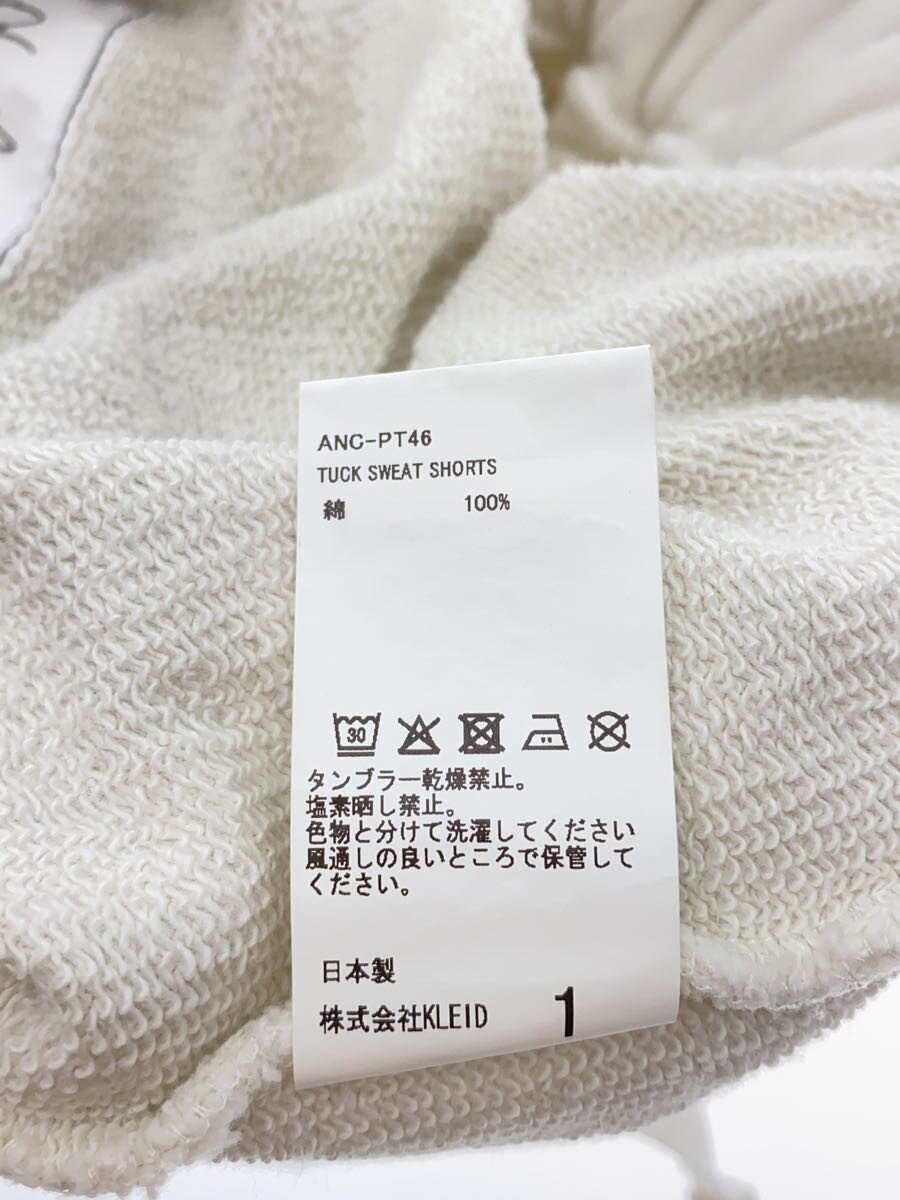 ANC-PT46
TUCK SWEAT SHORTS
綿 100%
30
タンブラー乾燥禁止。
塩素晒し禁止。
色物と分けて洗濯してください
風通しの良いところで保管して
ください。
日本製
株式会社KLEID 1